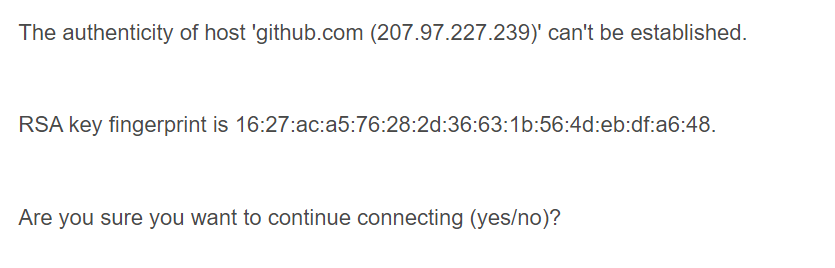 The authenticity of host 'github.com (207.97.227.239)' can't be established.
RSA key fingerprint is 16:27:ac:a5:76:28:2d:36:63:1b:56:4d:eb:df:a6:48.
Are you sure you want to continue connecting (yes/no)?